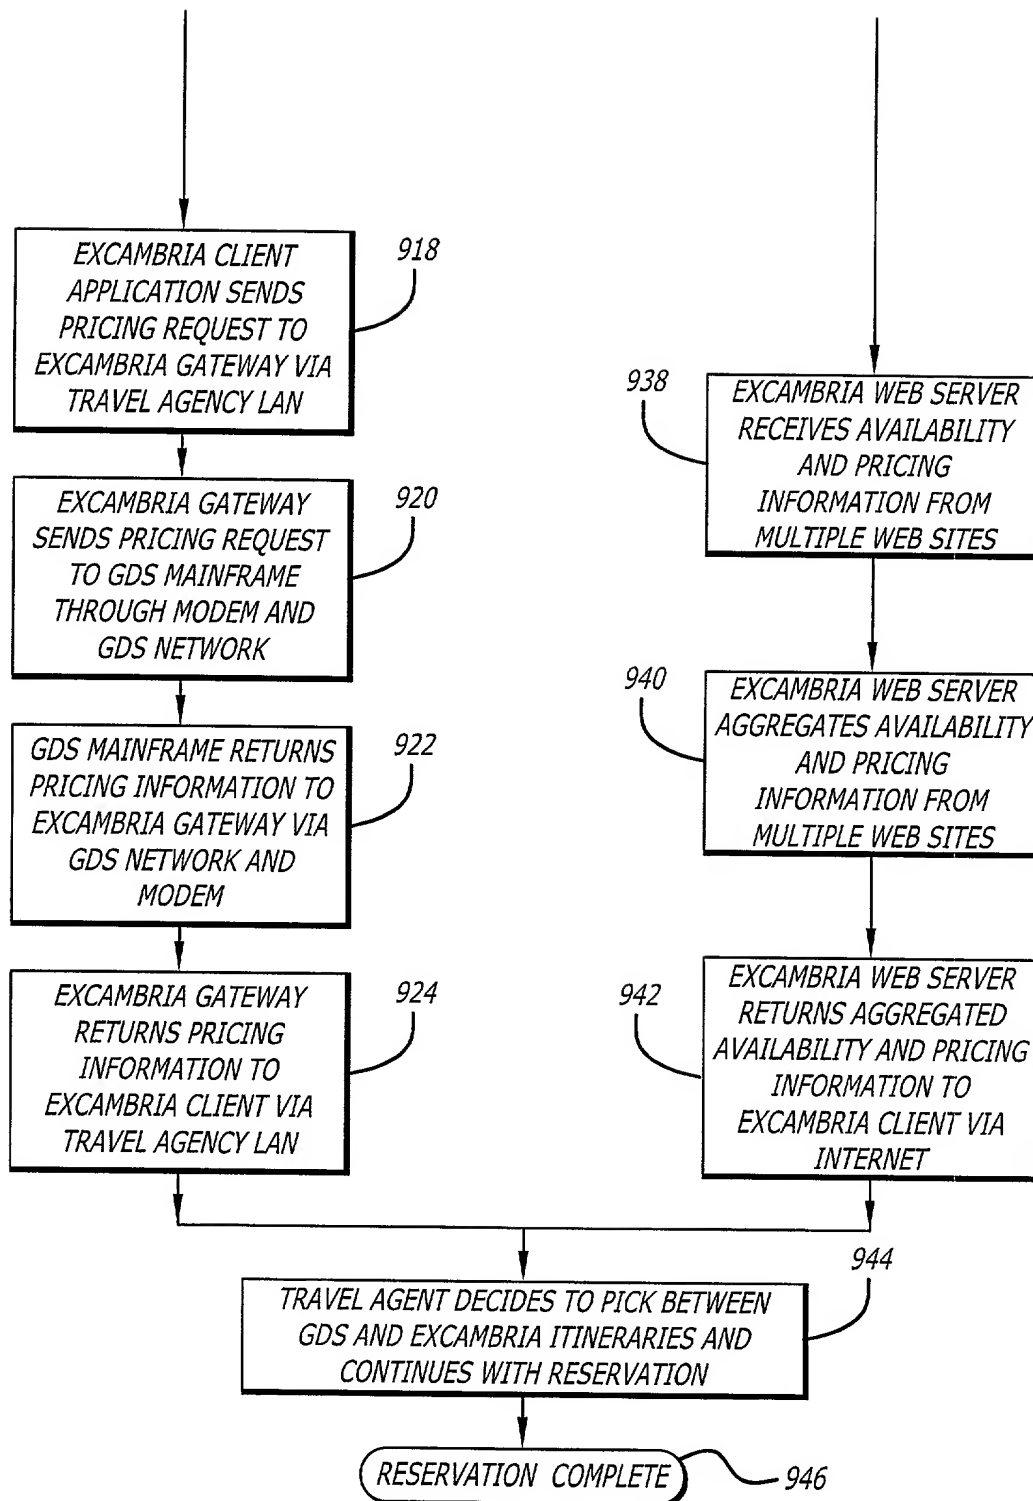 EXCAMBRIA CLIENT
APPLICATION SENDS
PRICING REQUEST TO
EXCAMBRIA GATEWAY VIA
TRAVEL AGENCY LAN
918
EXCAMBRIA GATEWAY
SENDS PRICING REQUEST
TO GDS MAINFRAME
THROUGH MODEM AND
GDS NETWORK
920
GDS MAINFRAME RETURNS
PRICING INFORMATION TO
EXCAMBRIA GATEWAY VIA
GDS NETWORK AND
MODEM
922
EXCAMBRIA GATEWAY
RETURNS PRICING
INFORMATION TO
EXCAMBRIA CLIENT VIA
TRAVEL AGENCY LAN
924
938
EXCAMBRIA WEB SERVER
RECEIVES AVAILABILITY
AND PRICING
INFORMATION FROM
MULTIPLE WEB SITES
940
EXCAMBRIA WEB SERVER
AGGREGATES AVAILABILITY
AND PRICING
INFORMATION FROM
MULTIPLE WEB SITES
942
EXCAMBRIA WEB SERVER
RETURNS AGGREGATED
AVAILABILITY AND PRICING
INFORMATION TO
EXCAMBRIA CLIENT VIA
INTERNET
944
TRAVEL AGENT DECIDES TO PICK BETWEEN
GDS AND EXCAMBRIA ITINERARIES AND
CONTINUES WITH RESERVATION
RESERVATION COMPLETE
946